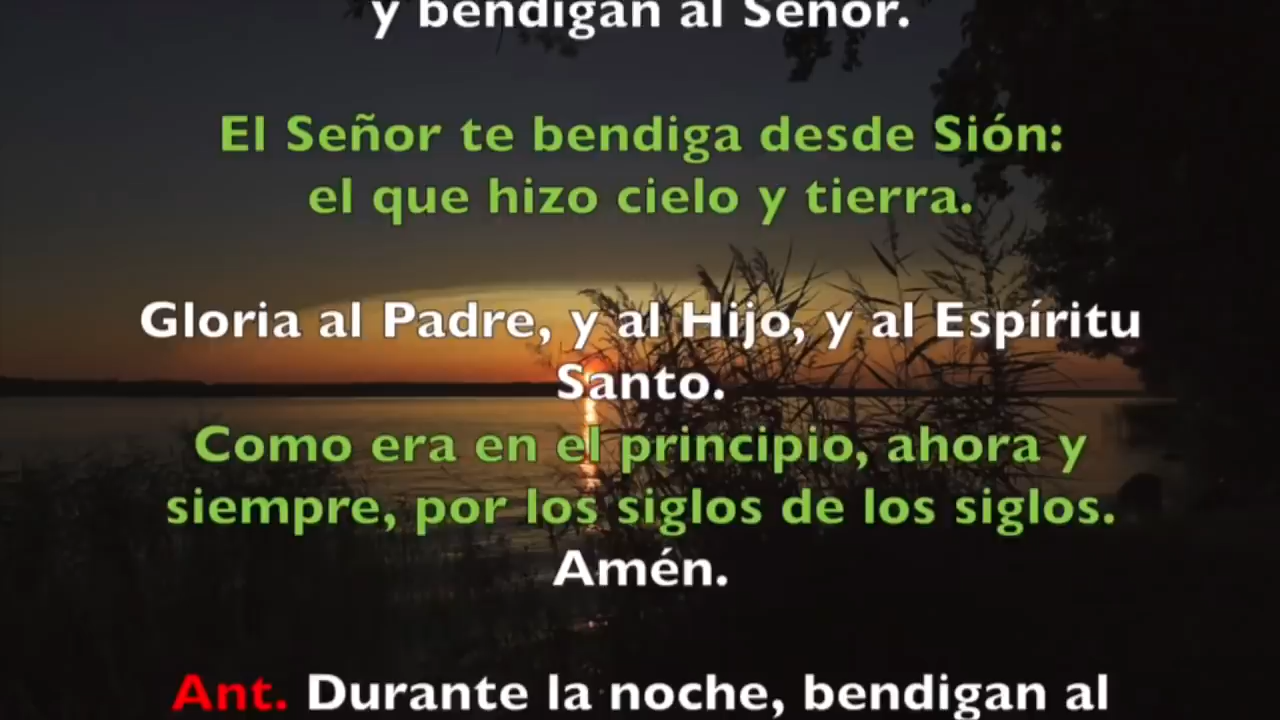 y bendigan al Señor.
El Señor te bendiga desde Sión:
el que hizo cielo y tierra.
Gloria al Padre, y al Hijo, y al Espíritu
Santo.
Como era en el principio, ahora y
siempre, por los siglos de los siglos.
Amén.
Ant. Durante la noche, bendigan al